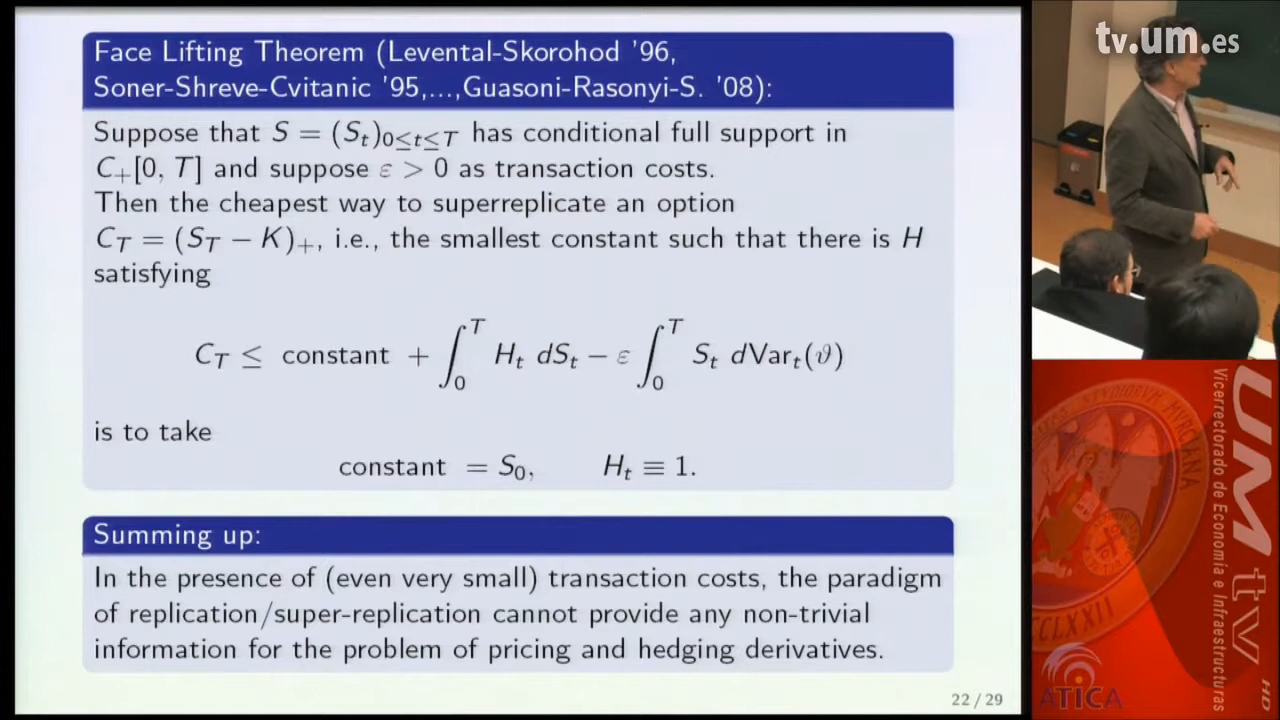 Face Lifting Theorem (Levental-Skorohod '96,
Soner-Shreve-Cvitanic '95,...,Guasoni-Rasonyi-S. '08):
Suppose that S = (S_t)_{0≤t≤T} has conditional full support in
C_+[0, T] and suppose ε > 0 as transaction costs.
Then the cheapest way to superreplicate an option
C_T = (S_T − K)_+, i.e., the smallest constant such that there is H
satisfying
C_T ≤ constant + ∫_0^T H_t dS_t − ε ∫_0^T S_t dVar_t(ϑ)
is to take
constant = S_0, H_t ≡ 1.
Summing up:
In the presence of (even very small) transaction costs, the paradigm
of replication/super-replication cannot provide any non-trivial
information for the problem of pricing and hedging derivatives.
22 / 29
tv.um.es
UMtv
HD
Vicerrectorado de Economía e Infraestructuras
ATICA